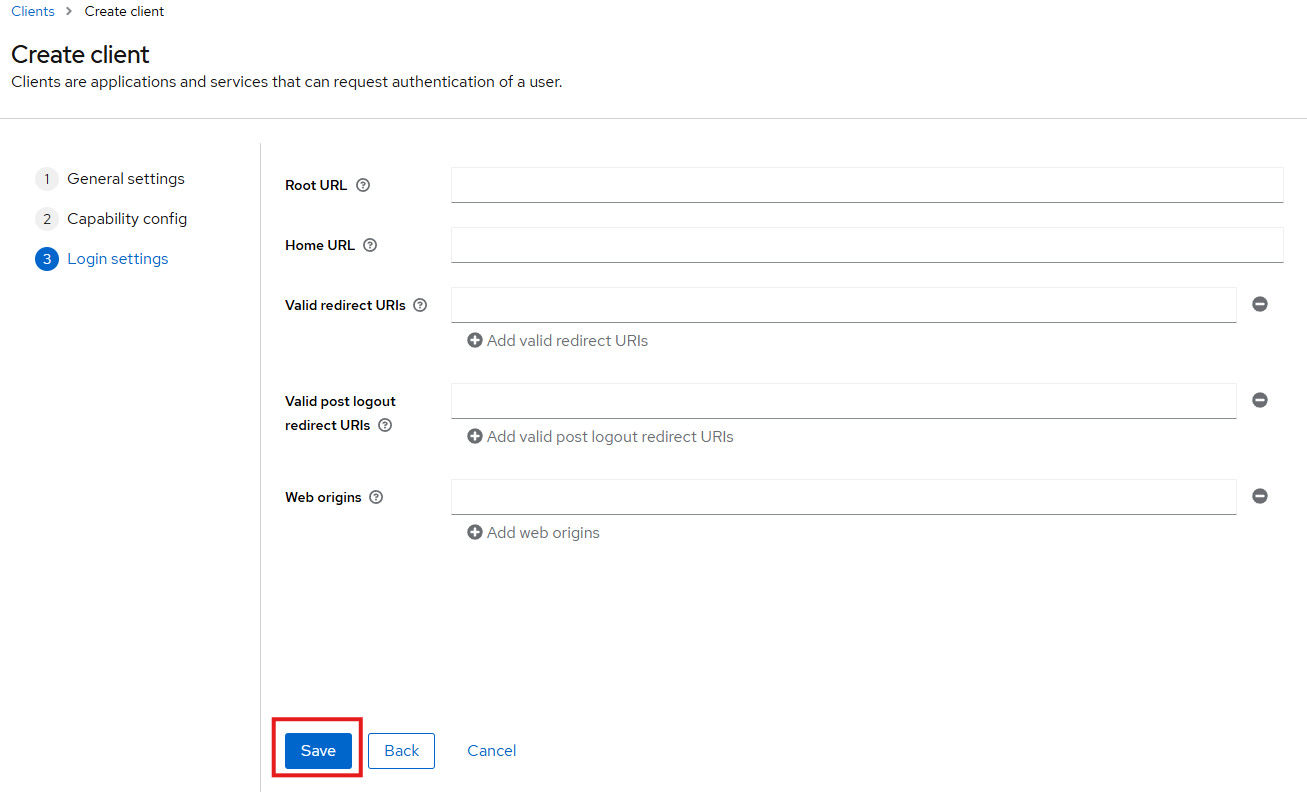 Clients > Create client
Create client
Clients are applications and services that can request authentication of a user.
1 General settings
2 Capability config
3 Login settings
Root URL
Home URL
Valid redirect URIs
Add valid redirect URIs
Valid post logout
redirect URIs
Add valid post logout redirect URIs
Web origins
Add web origins
Save Back Cancel